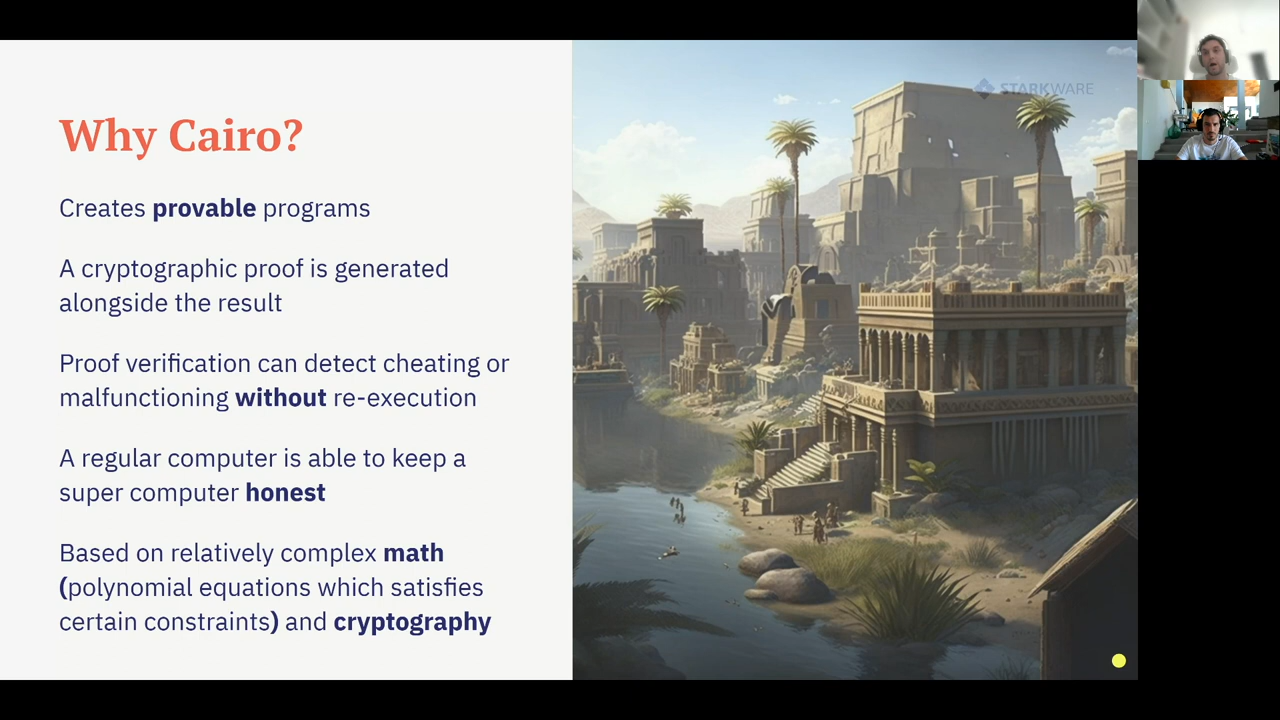 Why Cairo?
Creates provable programs
A cryptographic proof is generated
alongside the result
Proof verification can detect cheating or
malfunctioning without re-execution
A regular computer is able to keep a
super computer honest
Based on relatively complex math
(polynomial equations which satisfies
certain constraints) and cryptography
STARKWARE